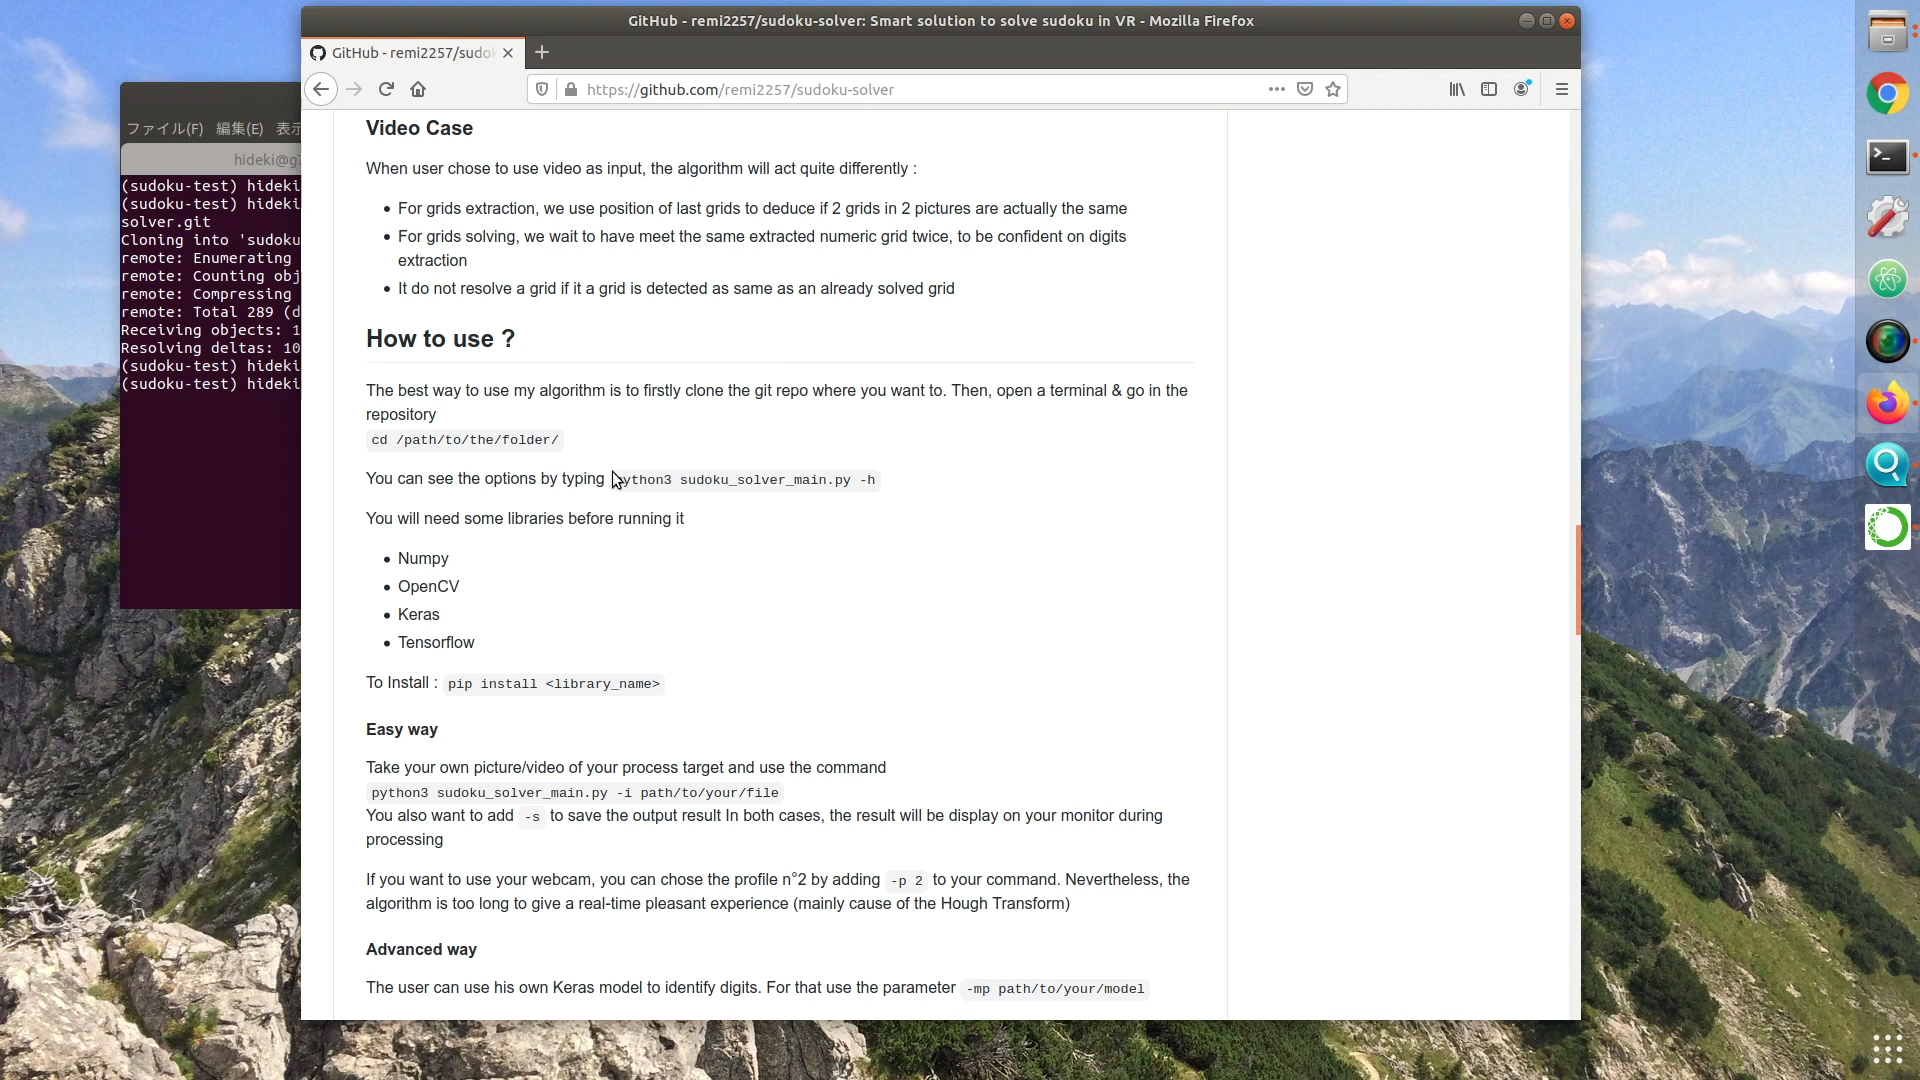 GitHub - remi2257/sudoku-solver: Smart solution to solve sudoku in VR - Mozilla Firefox
GitHub - remi2257/sudo
https://github.com/remi2257/sudoku-solver
ファイル(F) 編集(E) 表示
hideki@g
(sudoku-test) hideki
(sudoku-test) hideki
solver.git
Cloning into 'sudoku
remote: Enumerating
remote: Counting obj
remote: Compressing
remote: Total 289 (d
Receiving objects: 1
Resolving deltas: 10
(sudoku-test) hideki
(sudoku-test) hideki
Video Case
When user chose to use video as input, the algorithm will act quite differently :
For grids extraction, we use position of last grids to deduce if 2 grids in 2 pictures are actually the same
For grids solving, we wait to have meet the same extracted numeric grid twice, to be confident on digits
extraction
It do not resolve a grid if it a grid is detected as same as an already solved grid
How to use ?
The best way to use my algorithm is to firstly clone the git repo where you want to. Then, open a terminal & go in the
repository
cd /path/to/the/folder/
You can see the options by typing python3 sudoku_solver_main.py -h
You will need some libraries before running it
Numpy
OpenCV
Keras
Tensorflow
To Install : pip install <library_name>
Easy way
Take your own picture/video of your process target and use the command
python3 sudoku_solver_main.py -i path/to/your/file
You also want to add -s to save the output result In both cases, the result will be display on your monitor during
processing
If you want to use your webcam, you can chose the profile n°2 by adding -p 2 to your command. Nevertheless, the
algorithm is too long to give a real-time pleasant experience (mainly cause of the Hough Transform)
Advanced way
The user can use his own Keras model to identify digits. For that use the parameter -mp path/to/your/model